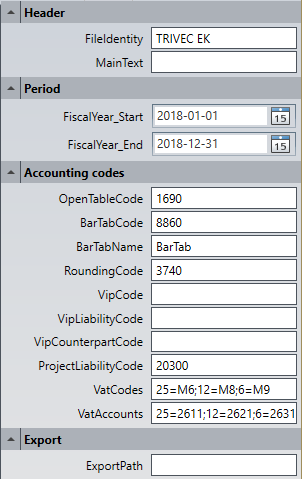 Header
FileIdentity TRIVEC EK
MainText
Period
FiscalYear_Start 2018-01-01 15
FiscalYear_End 2018-12-31 15
Accounting codes
OpenTableCode 1690
BarTabCode 8860
BarTabName BarTab
RoundingCode 3740
VipCode
VipLiabilityCode
VipCounterpartCode
ProjectLiabilityCode 20300
VatCodes 25=M6;12=M8;6=M9
VatAccounts 25=2611;12=2621;6=2631
Export
ExportPath